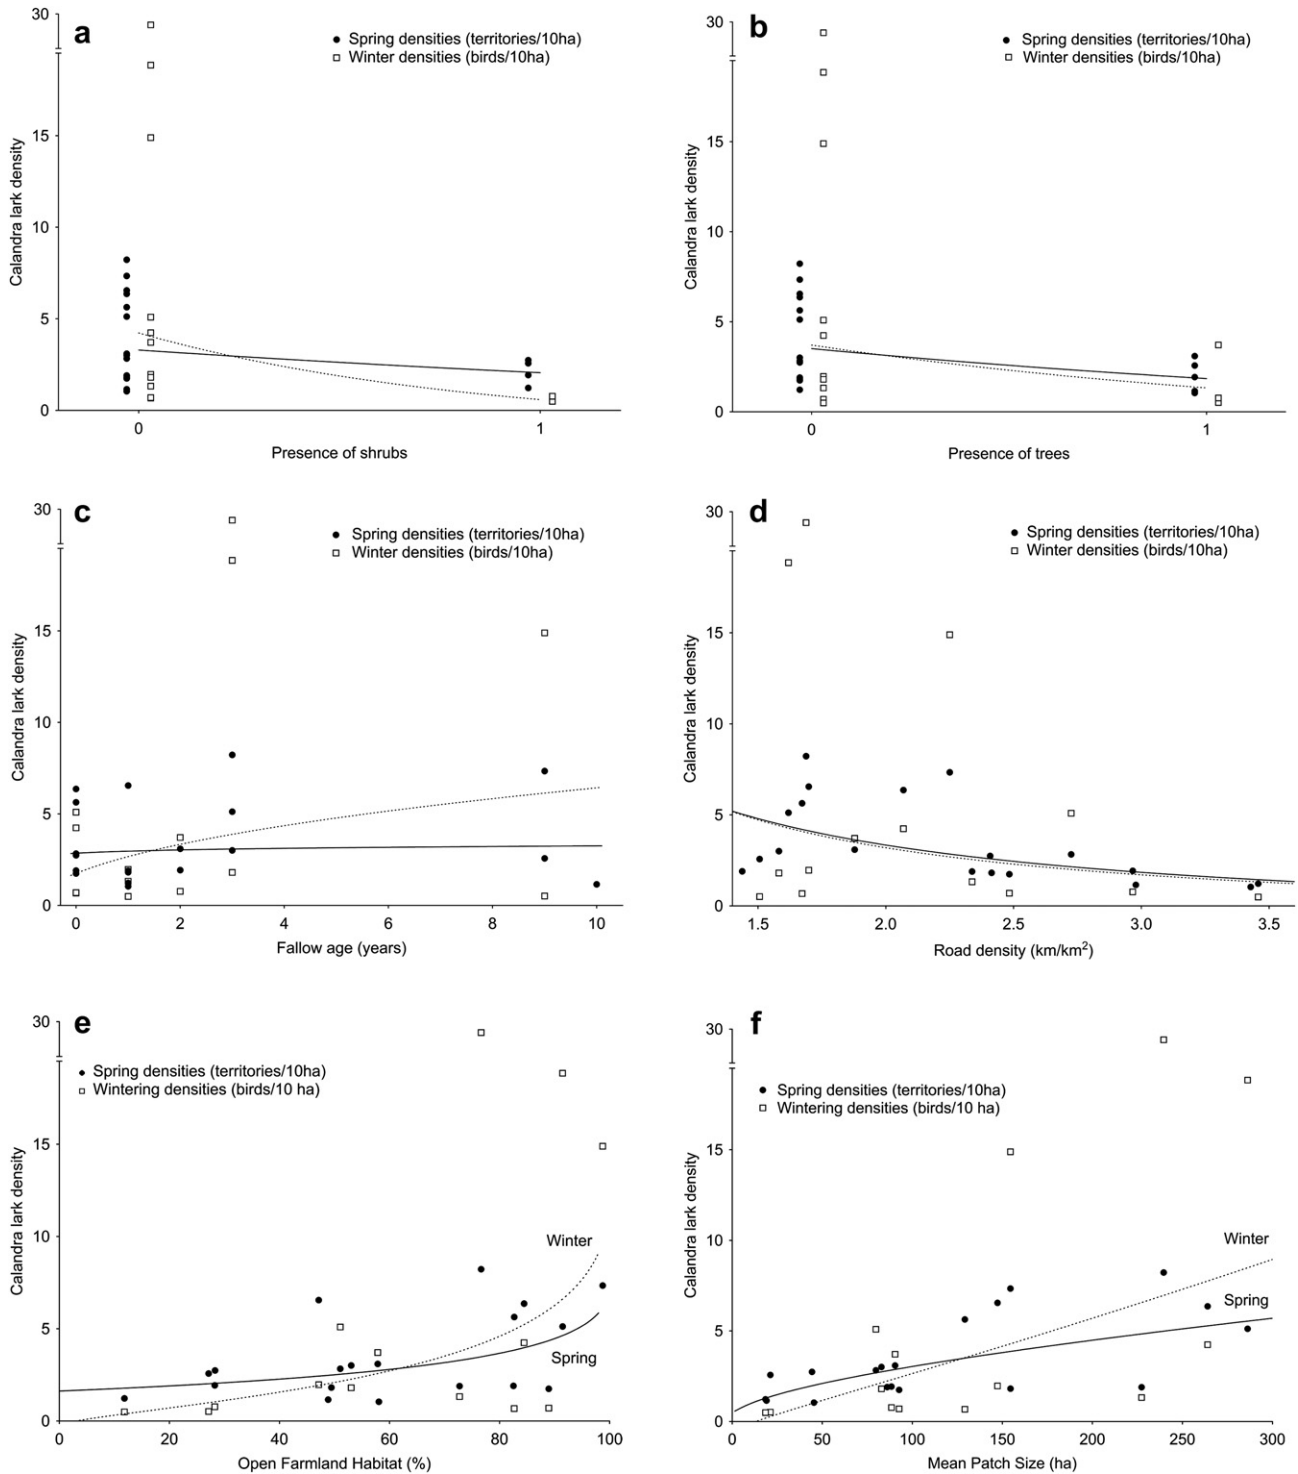 a
30
15
10
5
0
Calandra lark density
Spring densities (territories/10ha)
Winter densities (birds/10ha)
0 1
Presence of shrubs
b
30
15
10
5
0
Calandra lark density
Spring densities (territories/10ha)
Winter densities (birds/10ha)
0 1
Presence of trees
c
30
15
10
5
0
Calandra lark density
Spring densities (territories/10ha)
Winter densities (birds/10ha)
0 2 4 6 8 10
Fallow age (years)
d
30
15
10
5
0
Calandra lark density
Spring densities (territories/10ha)
Winter densities (birds/10ha)
1.5 2.0 2.5 3.0 3.5
Road density (km/km²)
e
30
15
10
5
0
Calandra lark density
Spring densities (territories/10ha)
Wintering densities (birds/10 ha)
Winter
Spring
0 20 40 60 80 100
Open Farmland Habitat (%)
f
30
15
10
5
0
Calandra lark density
Spring densities (territories/10ha)
Wintering densities (birds/10 ha)
Winter
Spring
0 50 100 150 200 250 300
Mean Patch Size (ha)